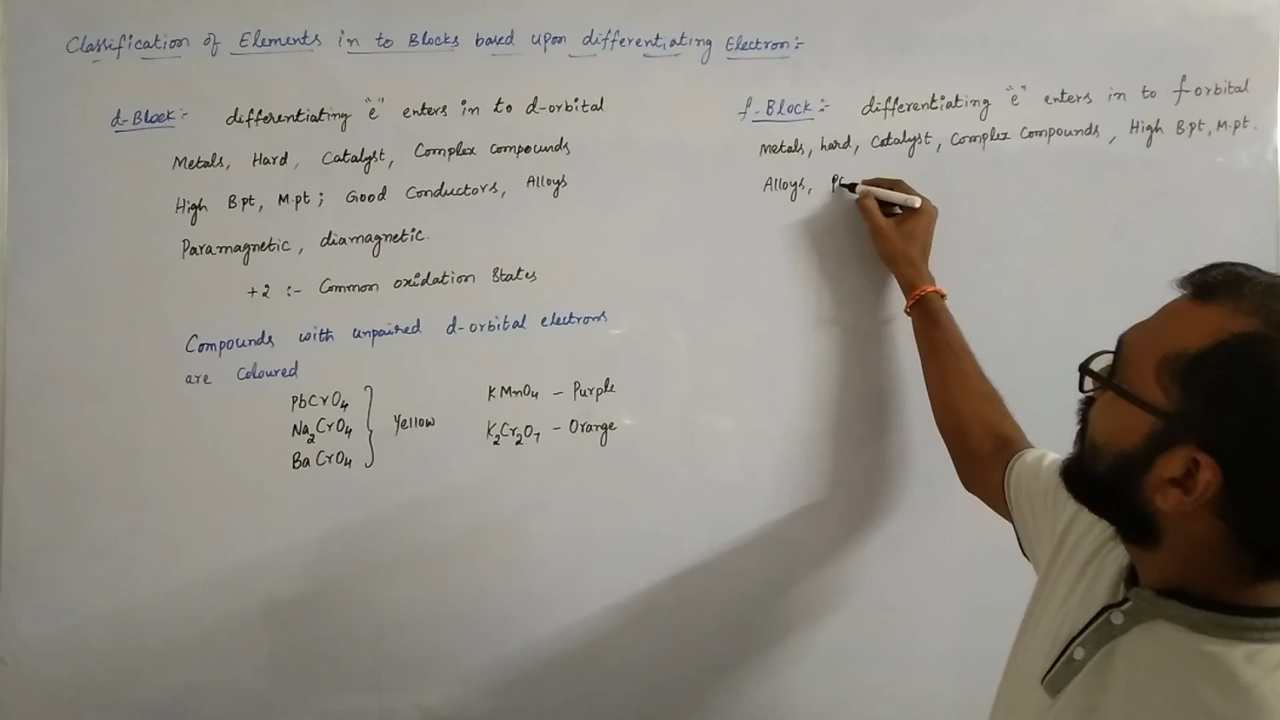 Classification of Elements in to Blocks based upon differentiating Electron:-
d-Block:- differentiating "e" enters in to d-orbital
Metals, Hard, Catalyst, Complex compounds
High B.pt, M.pt; Good Conductors, Alloys
Paramagnetic, diamagnetic.
+2 :- Common oxidation States
Compounds with unpaired d-orbital electrons
are Coloured
PbCrO4
Na2CrO4
BaCrO4
Yellow
KMnO4 - Purple
K2Cr2O7 - Orange
f-Block:- differentiating "e" enters in to f orbital
Metals, hard, Catalyst, Complex Compounds, High B.pt, M.pt.
Alloys,